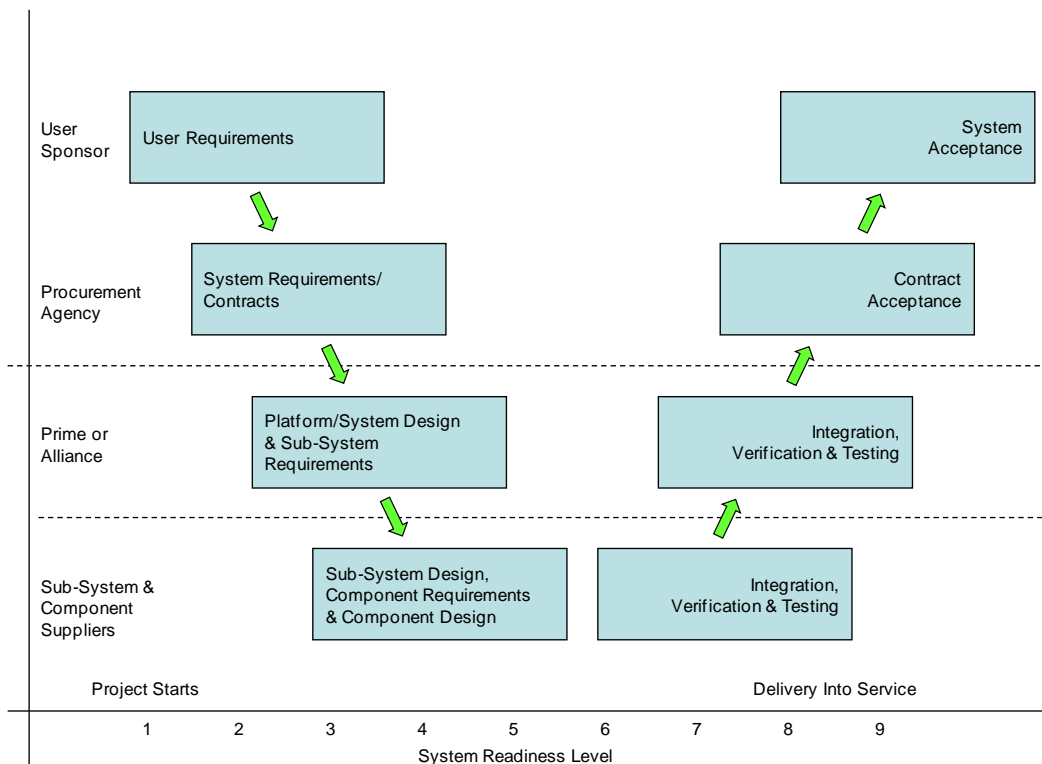 User
Sponsor
User Requirements
System
Acceptance
Procurement
Agency
System Requirements/
Contracts
Contract
Acceptance
Prime or
Alliance
Platform/System Design
& Sub-System
Requirements
Integration,
Verification & Testing
Sub-System &
Component
Suppliers
Sub-System Design,
Component Requirements
& Component Design
Integration,
Verification & Testing
Project Starts
Delivery Into Service
1 2 3 4 5 6 7 8 9
System Readiness Level